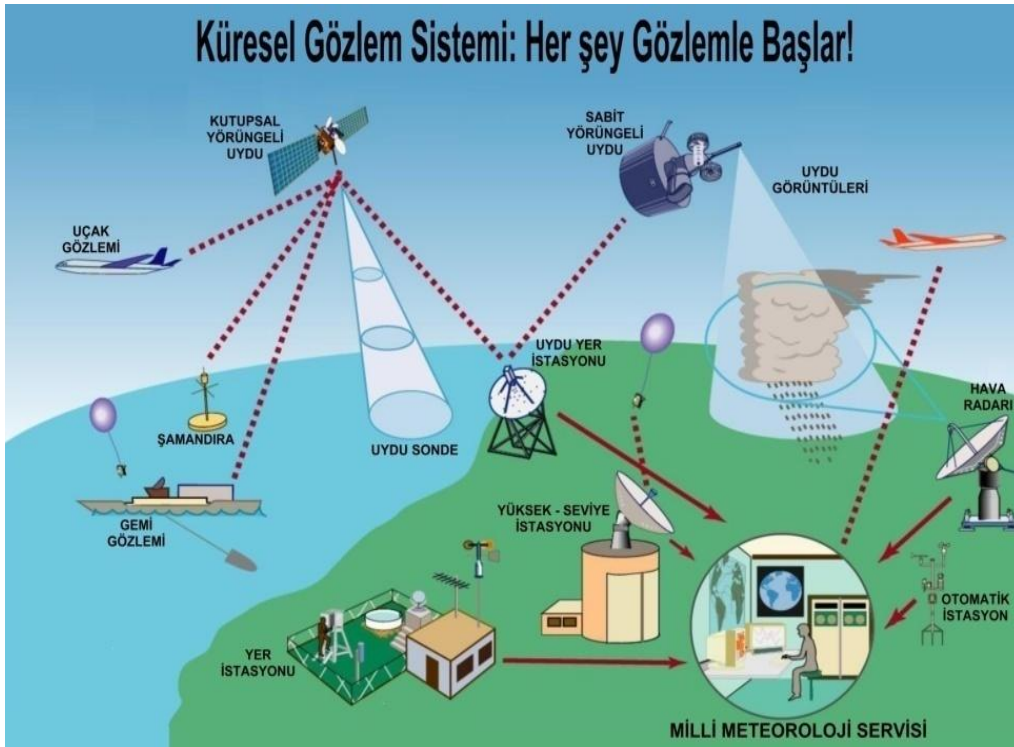 Küresel Gözlem Sistemi: Her şey Gözlemle Başlar!
KUTUPSAL
YÖRÜNGELİ
UYDU
SABİT
YÖRÜNGELİ
UYDU
UYDU
GÖRÜNTÜLERİ
UÇAK
GÖZLEMİ
UYDU YER
İSTASYONU
HAVA
RADARI
ŞAMANDIRA
UYDU SONDE
GEMİ
GÖZLEMİ
YÜKSEK - SEVİYE
İSTASYONU
OTOMATİK
İSTASYON
YER
İSTASYONU
MİLLİ METEOROLOJİ SERVİSİ